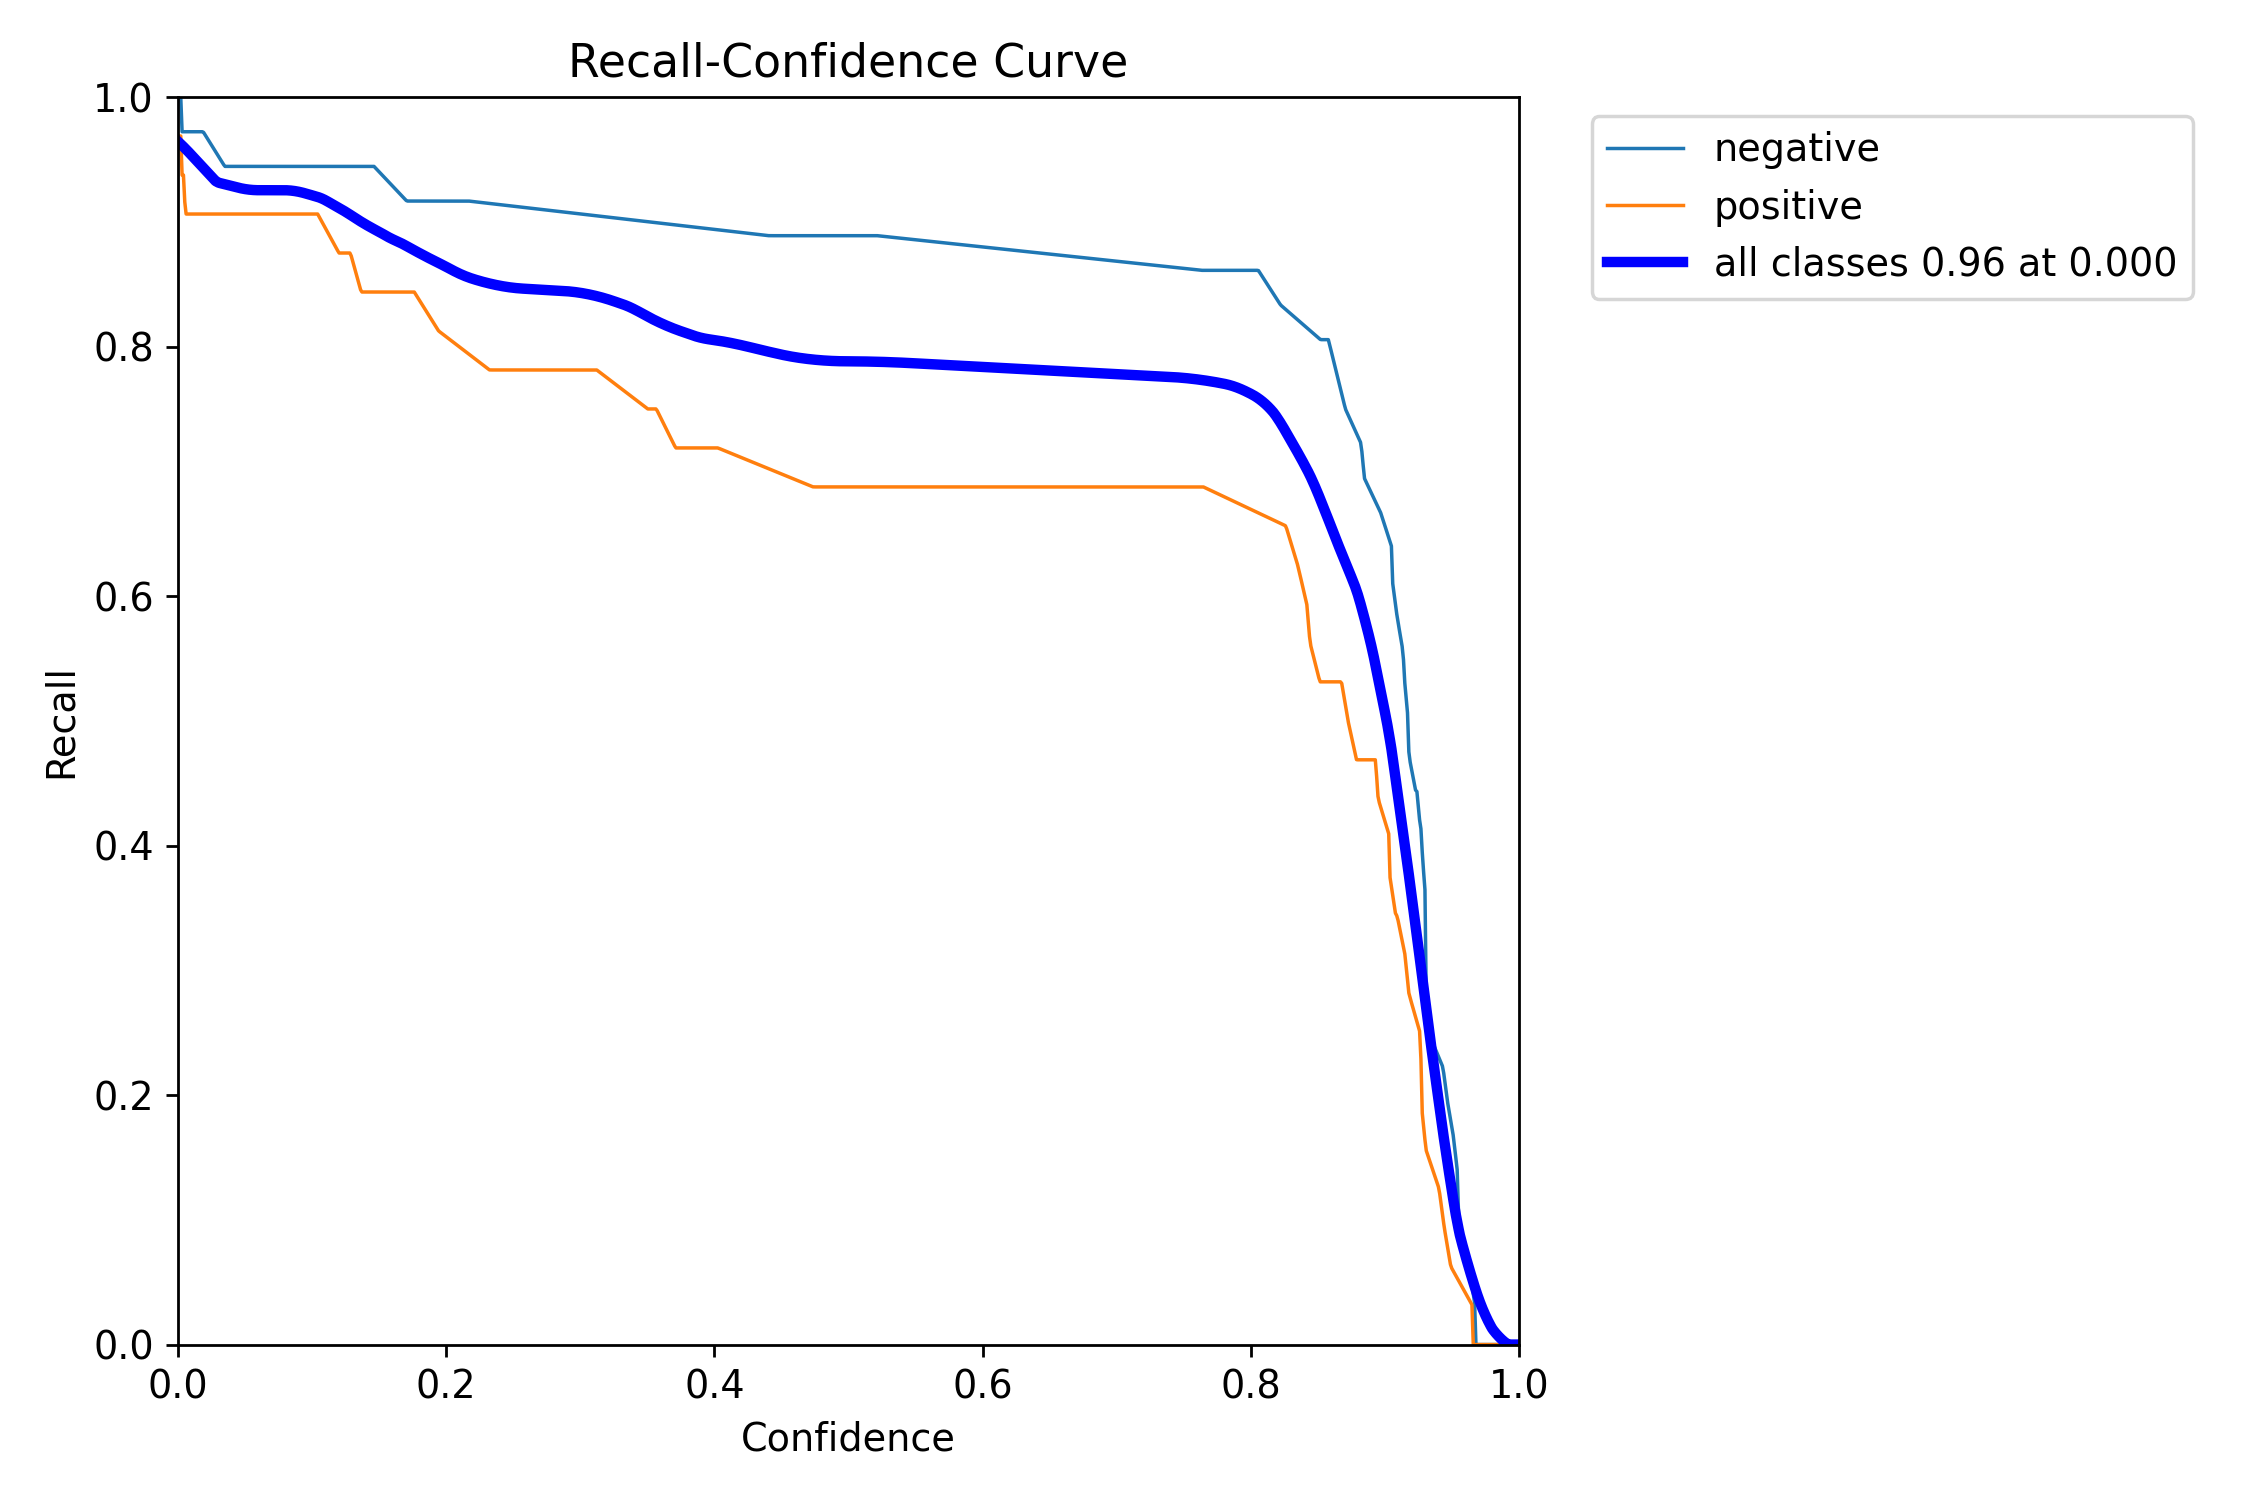 Recall-Confidence Curve
1.0
0.8
0.6
0.4
0.2
0.0
Recall
0.0 0.2 0.4 0.6 0.8 1.0
Confidence
negative
positive
all classes 0.96 at 0.000